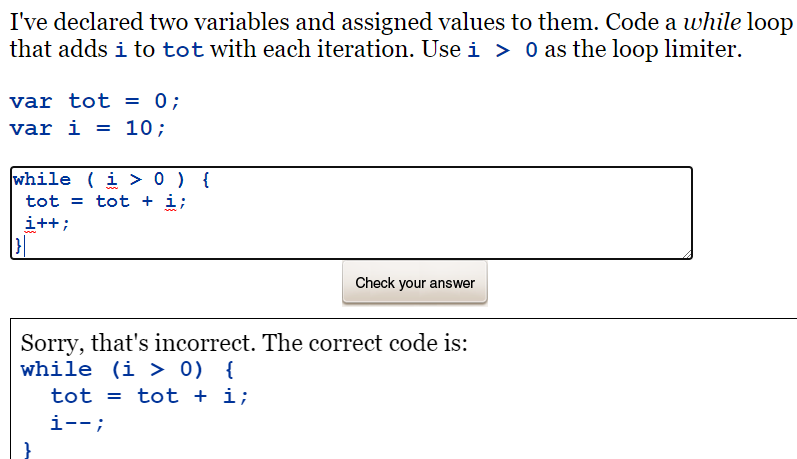 I've declared two variables and assigned values to them. Code a while loop
that adds i to tot with each iteration. Use i > 0 as the loop limiter.
var tot = 0;
var i = 10;
while ( i > 0 ) {
 tot = tot + i;
 i++;
}
Check your answer
Sorry, that's incorrect. The correct code is:
while (i > 0) {
  tot = tot + i;
  i--;
}